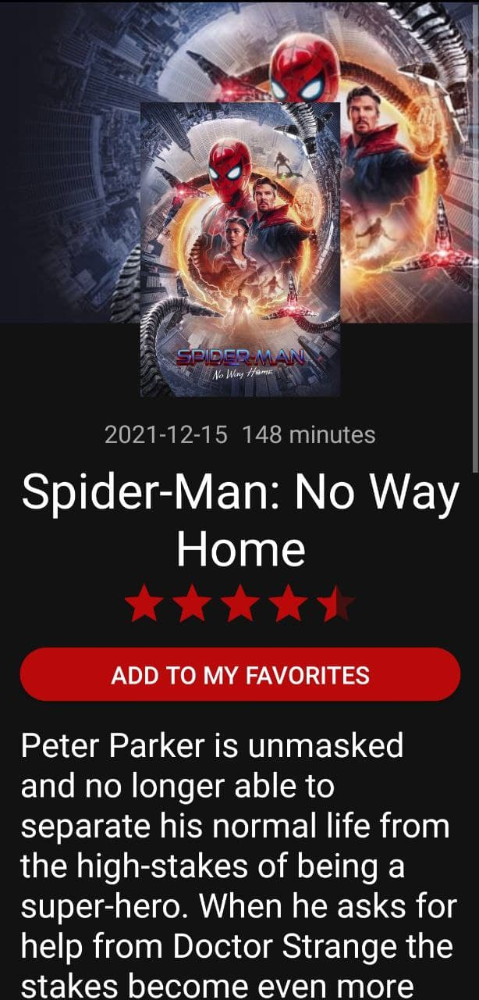 SPIDER-MAN
No Way Home
2021-12-15 148 minutes
Spider-Man: No Way
Home
ADD TO MY FAVORITES
Peter Parker is unmasked
and no longer able to
separate his normal life from
the high-stakes of being a
super-hero. When he asks for
help from Doctor Strange the
stakes become even more